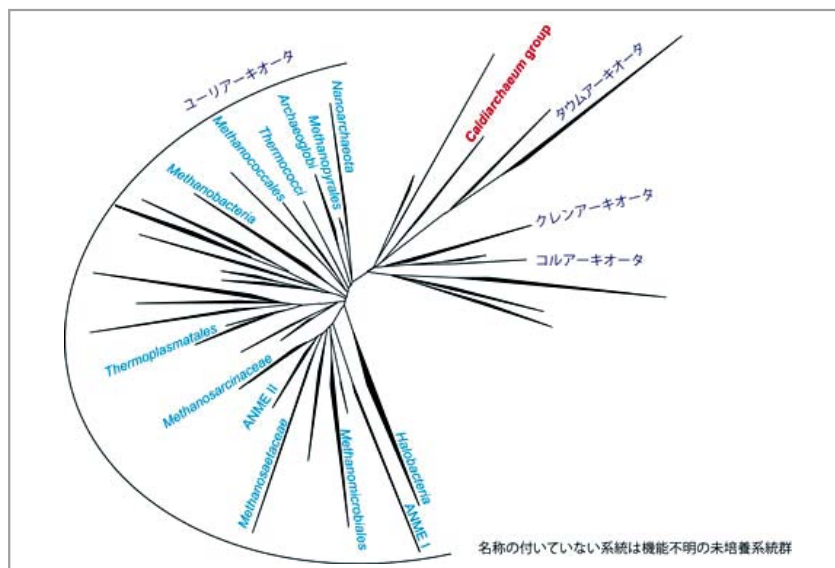 ユーリアーキオータ
Nanoarchaeota
Methanopyrales
Archaeoglobi
Thermococci
Methanococcales
Methanobacteria
Thermoplasmatales
Methanosarcinaceae
ANME II
Methanosaetaceae
Methanomicrobiales
Halobacteria
ANME I
Caldiarchaeum group
タウムアーキオータ
クレンアーキオータ
コルアーキオータ
名称の付いていない系統は機能不明の未培養系統群